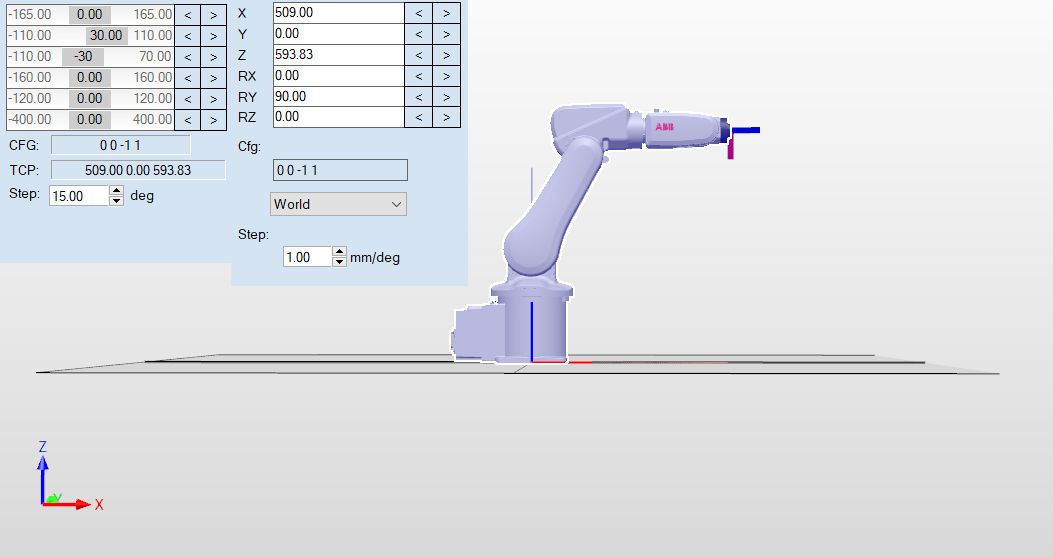 -165.00 0.00 165.00 < >
-110.00 30.00 110.00 < >
-110.00 -30 70.00 < >
-160.00 0.00 160.00 < >
-120.00 0.00 120.00 < >
-400.00 0.00 400.00 < >
CFG: 0 0 -1 1
TCP: 509.00 0.00 593.83
Step: 15.00 deg
X 509.00 < >
Y 0.00 < >
Z 593.83 < >
RX 0.00 < >
RY 90.00 < >
RZ 0.00 < >
Cfg:
0 0 -1 1
World
Step:
1.00 mm/deg
ABB
Z
Y
X